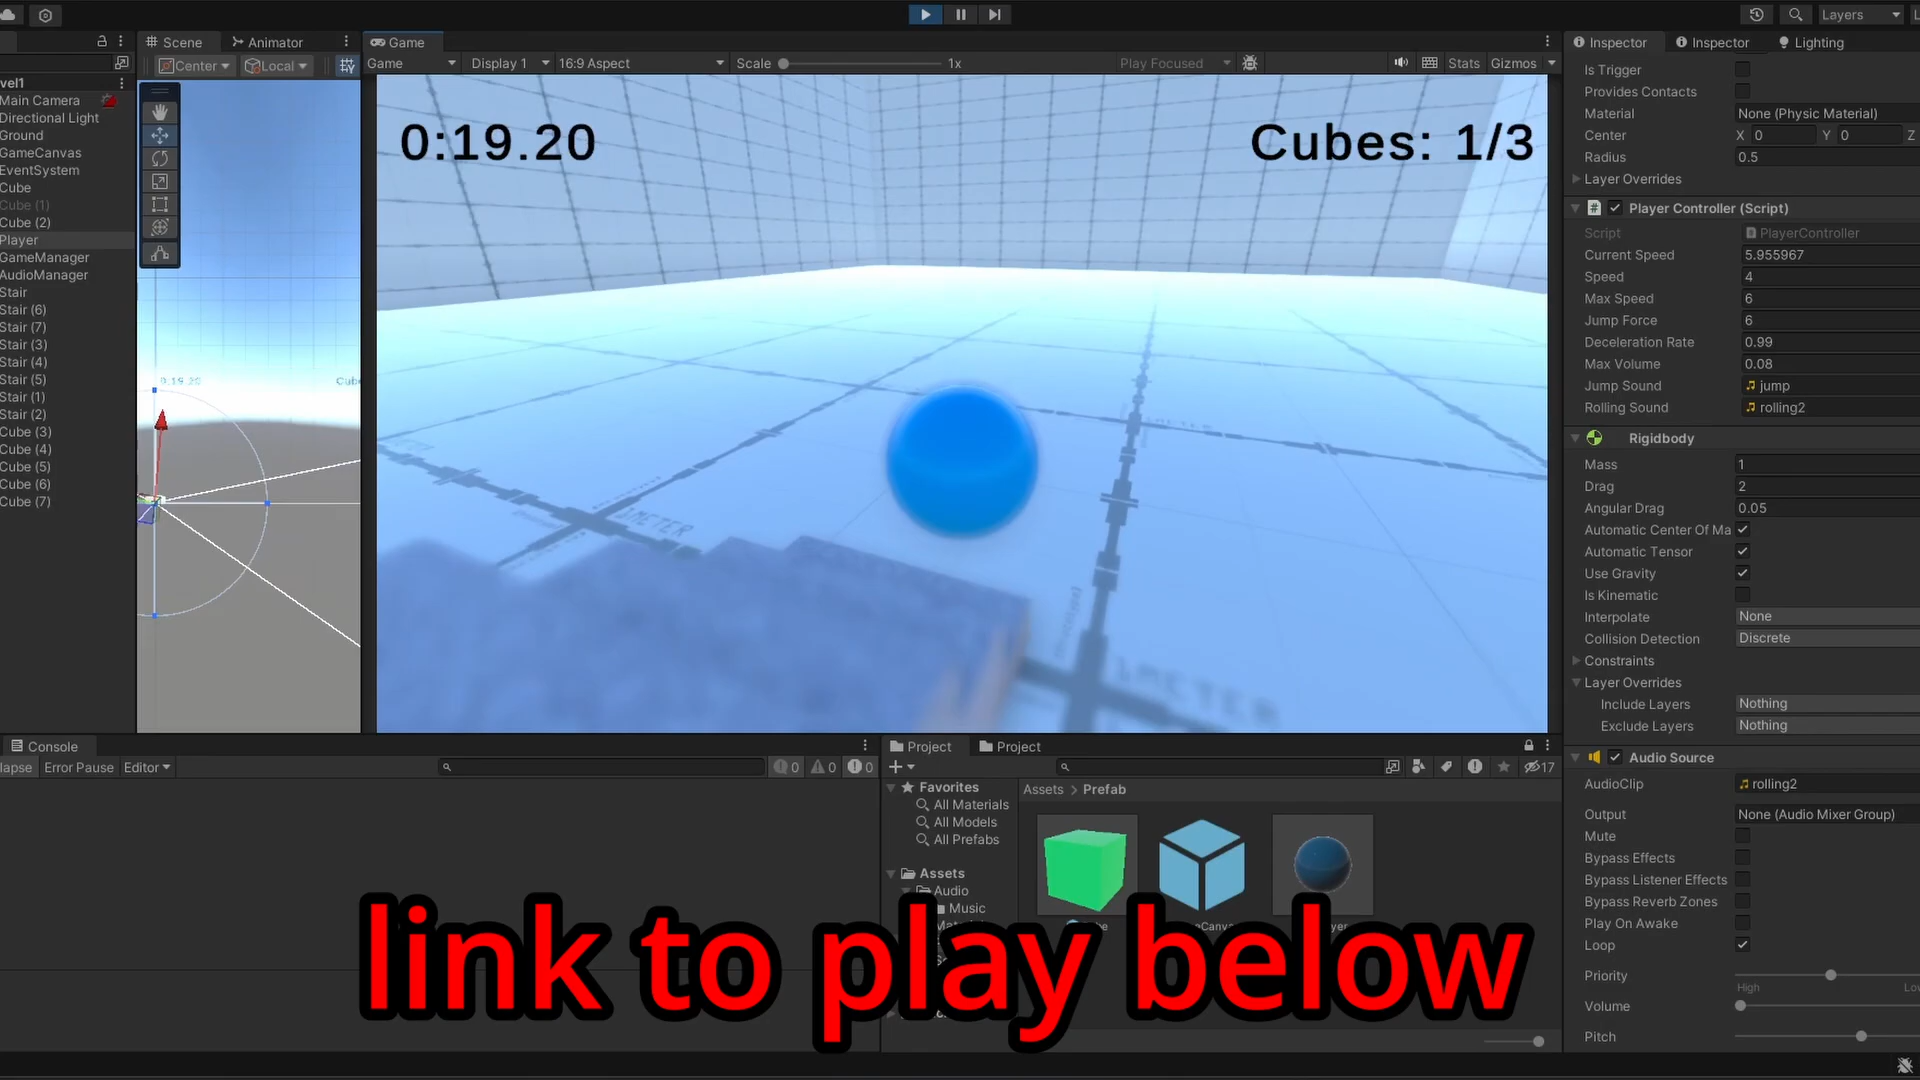 Layers
Scene
Animator
Game
Inspector
Inspector
Lighting
Center
Local
Game
Display 1
16:9 Aspect
Scale
1x
Play Focused
Stats
Gizmos
vel1
Main Camera
Directional Light
Ground
GameCanvas
EventSystem
Cube
Cube (1)
Cube (2)
Player
GameManager
AudioManager
Stair
Stair (6)
Stair (7)
Stair (3)
Stair (4)
Stair (5)
Stair (1)
Stair (2)
Cube (3)
Cube (4)
Cube (5)
Cube (6)
Cube (7)
0:19.20
Cub
0:19.20
Cubes: 1/3
1METER
1METER
Is Trigger
Provides Contacts
Material None (Physic Material)
Center X 0 Y 0 Z
Radius 0.5
Layer Overrides
# Player Controller (Script)
Script PlayerController
Current Speed 5.955967
Speed 4
Max Speed 6
Jump Force 6
Deceleration Rate 0.99
Max Volume 0.08
Jump Sound jump
Rolling Sound rolling2
Rigidbody
Mass 1
Drag 2
Angular Drag 0.05
Automatic Center Of Ma
Automatic Tensor
Use Gravity
Is Kinematic
Interpolate None
Collision Detection Discrete
Constraints
Layer Overrides
Include Layers Nothing
Exclude Layers Nothing
Audio Source
AudioClip rolling2
Output None (Audio Mixer Group)
Mute
Bypass Effects
Bypass Listener Effects
Bypass Reverb Zones
Play On Awake
Loop
Priority
High Lo
Volume
Pitch
Console
lapse Error Pause Editor
0 0 0
Project
Project
17
Favorites
All Materials
All Models
All Prefabs
Assets
Audio
Music
Assets > Prefab
link to play below